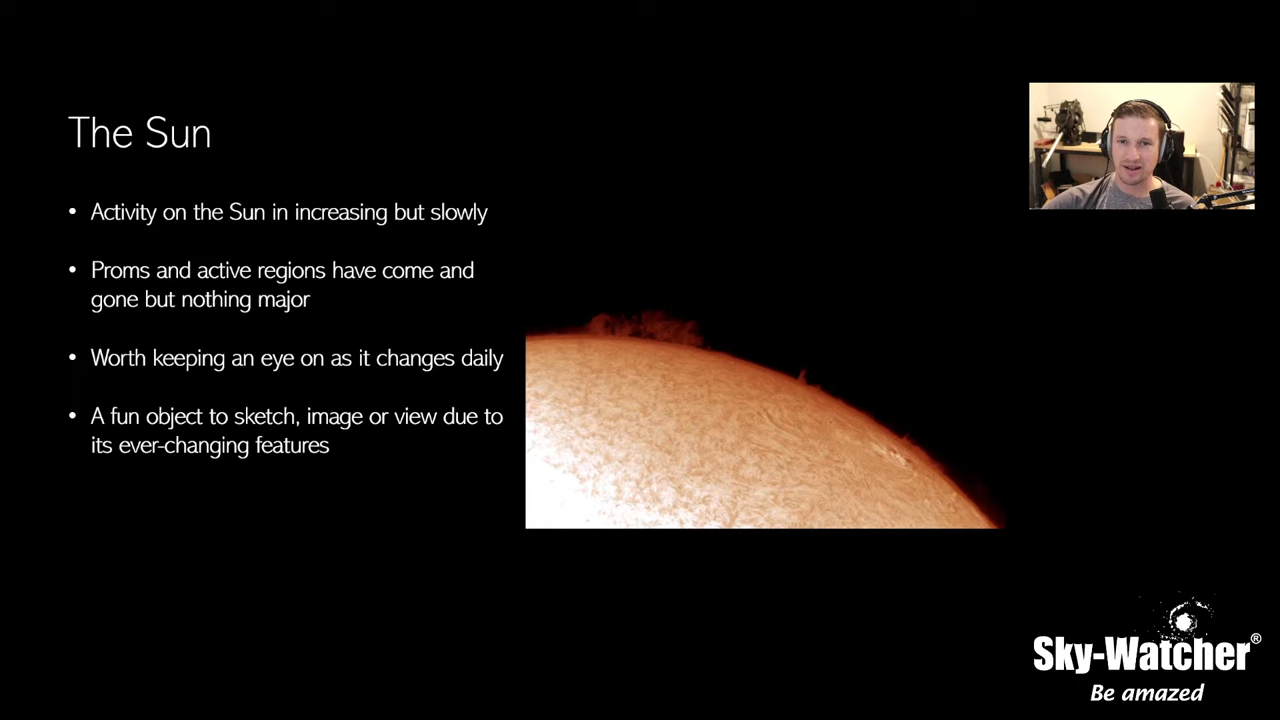 The Sun
• Activity on the Sun in increasing but slowly
• Proms and active regions have come and
gone but nothing major
• Worth keeping an eye on as it changes daily
• A fun object to sketch, image or view due to
its ever-changing features
Sky-Watcher®
Be amazed